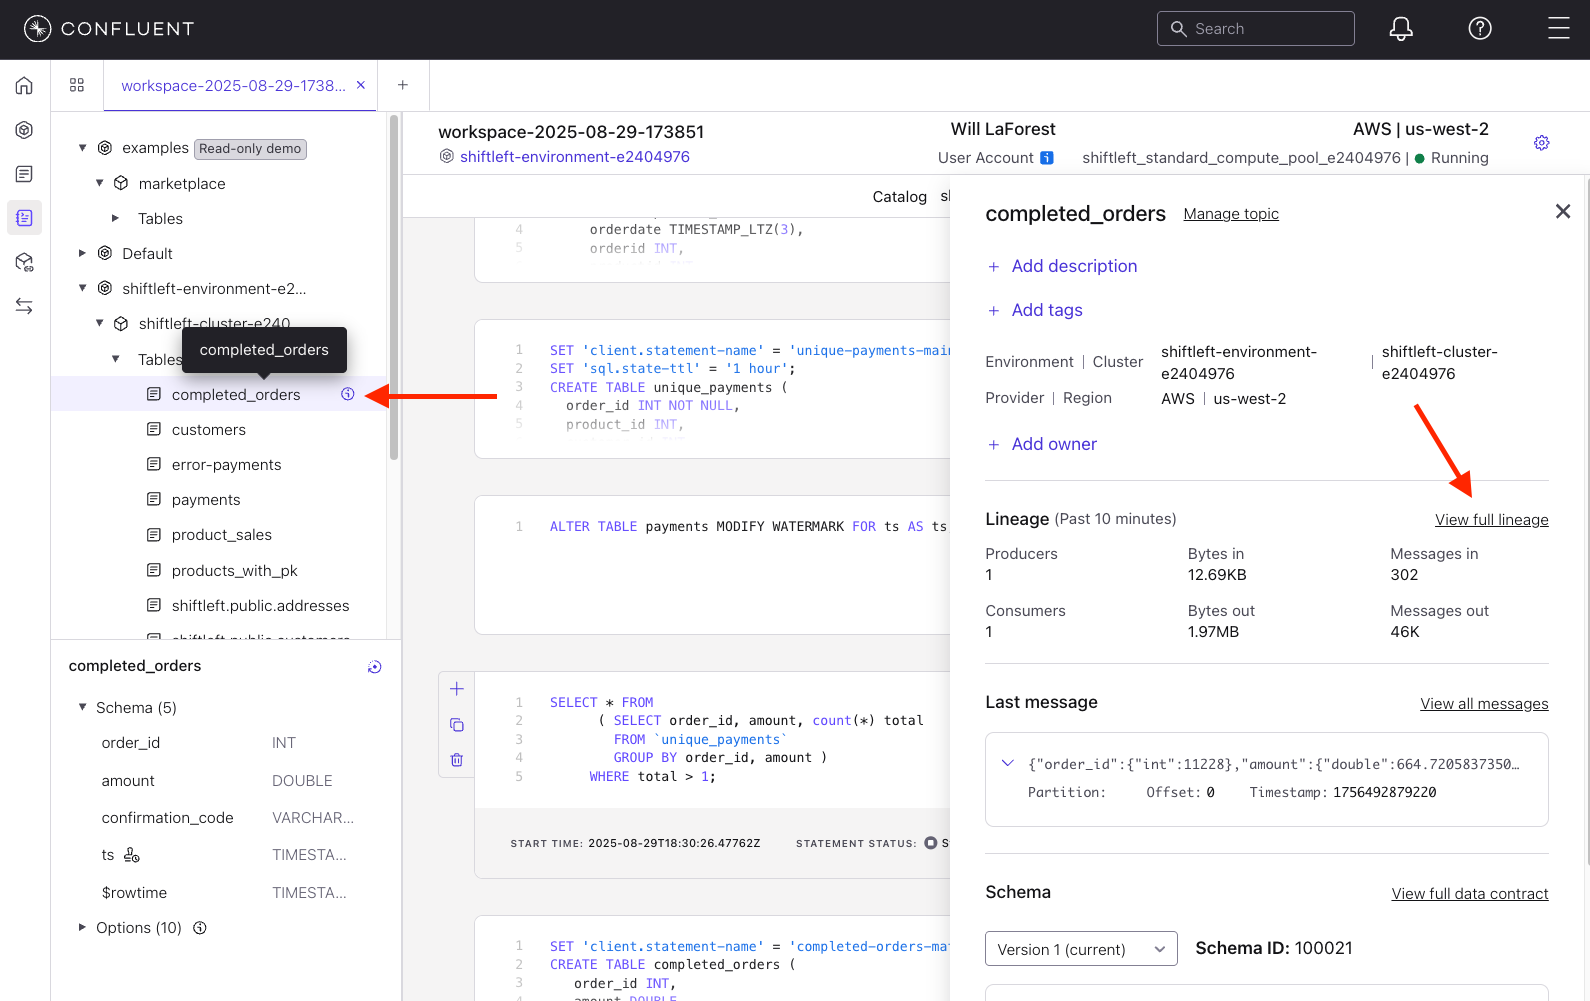 CONFLUENT
Search
workspace-2025-08-29-1738...
examples Read-only demo
marketplace
Tables
Default
shiftleft-environment-e2...
shiftleft-cluster-e240
Tables
completed_orders
completed_orders
customers
error-payments
payments
product_sales
products_with_pk
shiftleft.public.addresses
shiftleft.public.customers
completed_orders
Schema (5)
order_id INT
amount DOUBLE
confirmation_code VARCHAR...
ts TIMESTA...
$rowtime TIMESTA...
Options (10)
workspace-2025-08-29-173851
shiftleft-environment-e2404976
Will LaForest
User Account
AWS | us-west-2
shiftleft_standard_compute_pool_e2404976 | Running
Catalog
4 orderdate TIMESTAMP_LTZ(3),
5 orderid INT,
1 SET 'client.statement-name' = 'unique-payments-main
2 SET 'sql.state-ttl' = '1 hour';
3 CREATE TABLE unique_payments (
4 order_id INT NOT NULL,
5 product_id INT,
1 ALTER TABLE payments MODIFY WATERMARK FOR ts AS ts
1 SELECT * FROM
2 ( SELECT order_id, amount, count(*) total
3 FROM `unique_payments`
4 GROUP BY order_id, amount )
5 WHERE total > 1;
START TIME: 2025-08-29T18:30:26.47762Z STATEMENT STATUS:
1 SET 'client.statement-name' = 'completed-orders-mat
2 CREATE TABLE completed_orders (
3 order_id INT,
4 amount DOUBLE
completed_orders Manage topic
+ Add description
+ Add tags
Environment | Cluster shiftleft-environment-e2404976 | shiftleft-cluster-e2404976
Provider | Region AWS | us-west-2
+ Add owner
Lineage (Past 10 minutes) View full lineage
Producers Bytes in Messages in
1 12.69KB 302
Consumers Bytes out Messages out
1 1.97MB 46K
Last message View all messages
{"order_id":{"int":11228},"amount":{"double":664.7205837350...
Partition: Offset: 0 Timestamp: 1756492879220
Schema View full data contract
Version 1 (current) Schema ID: 100021